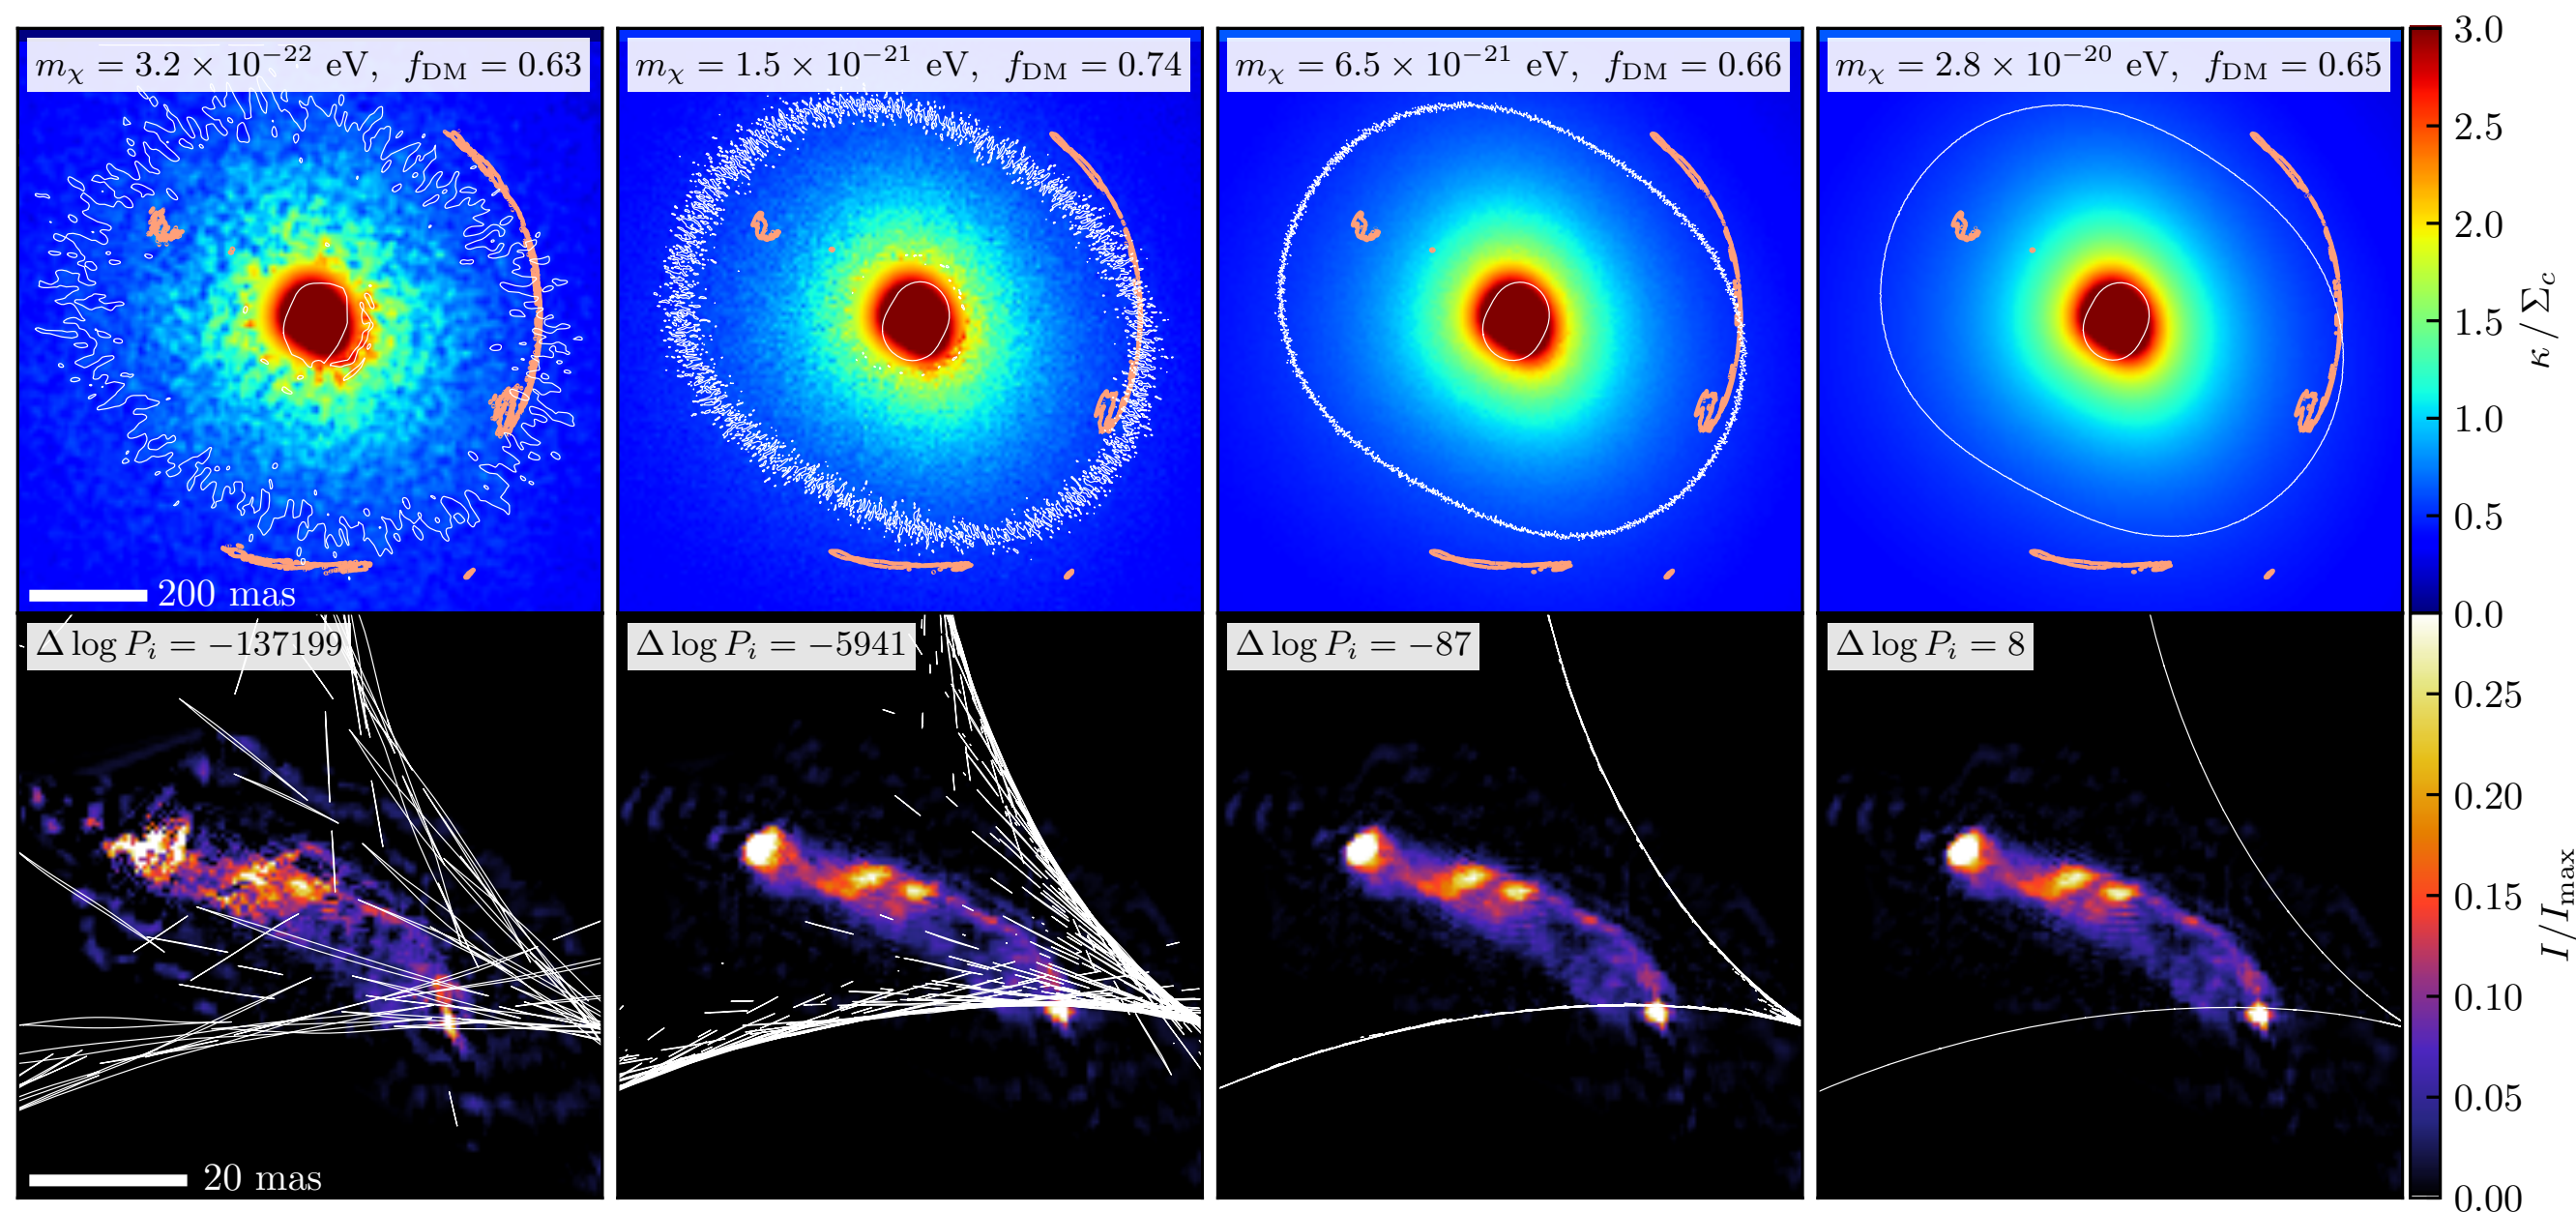 mχ = 3.2 × 10⁻²² eV, f_DM = 0.63
mχ = 1.5 × 10⁻²¹ eV, f_DM = 0.74
mχ = 6.5 × 10⁻²¹ eV, f_DM = 0.66
mχ = 2.8 × 10⁻²⁰ eV, f_DM = 0.65
200 mas
3.0
2.5
2.0
1.5
1.0
0.5
0.0
κ / Σ_c
Δ log P_i = −137199
Δ log P_i = −5941
Δ log P_i = −87
Δ log P_i = 8
20 mas
0.25
0.20
0.15
0.10
0.05
0.00
I/I_max